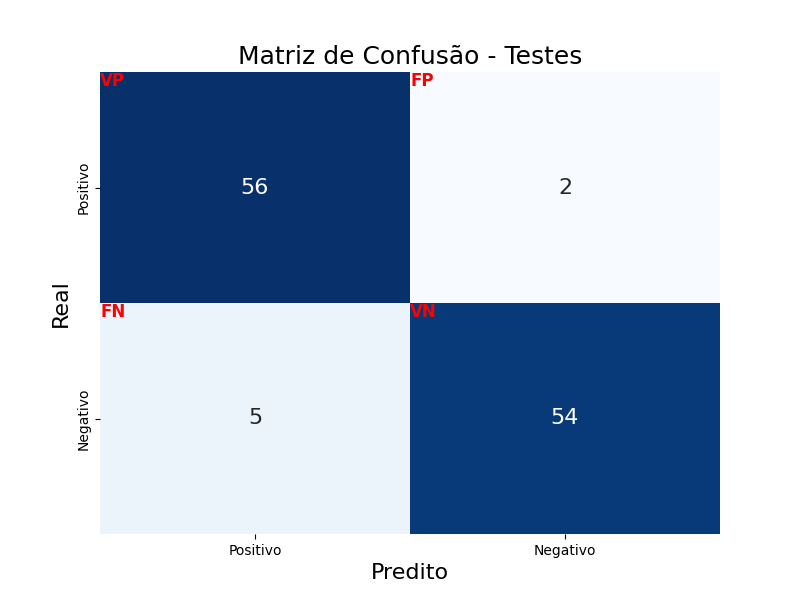 Matriz de Confusão - Testes
VP
FP
Positivo
56
2
Real
FN
VN
Negativo
5
54
Positivo
Negativo
Predito